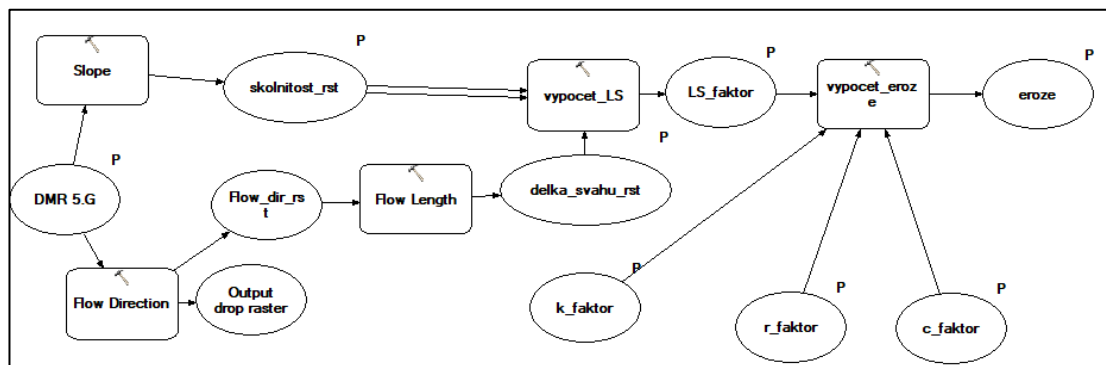 P
Slope
skolnitost_rst
vypocet_LS
P
LS_faktor
P
vypocet_eroz
e
P
eroze
P
DMR 5.G
Flow_dir_rs
t
Flow Length
delka_svahu_rst
P
Flow Direction
Output
drop raster
P
k_faktor
P
r_faktor
P
c_faktor